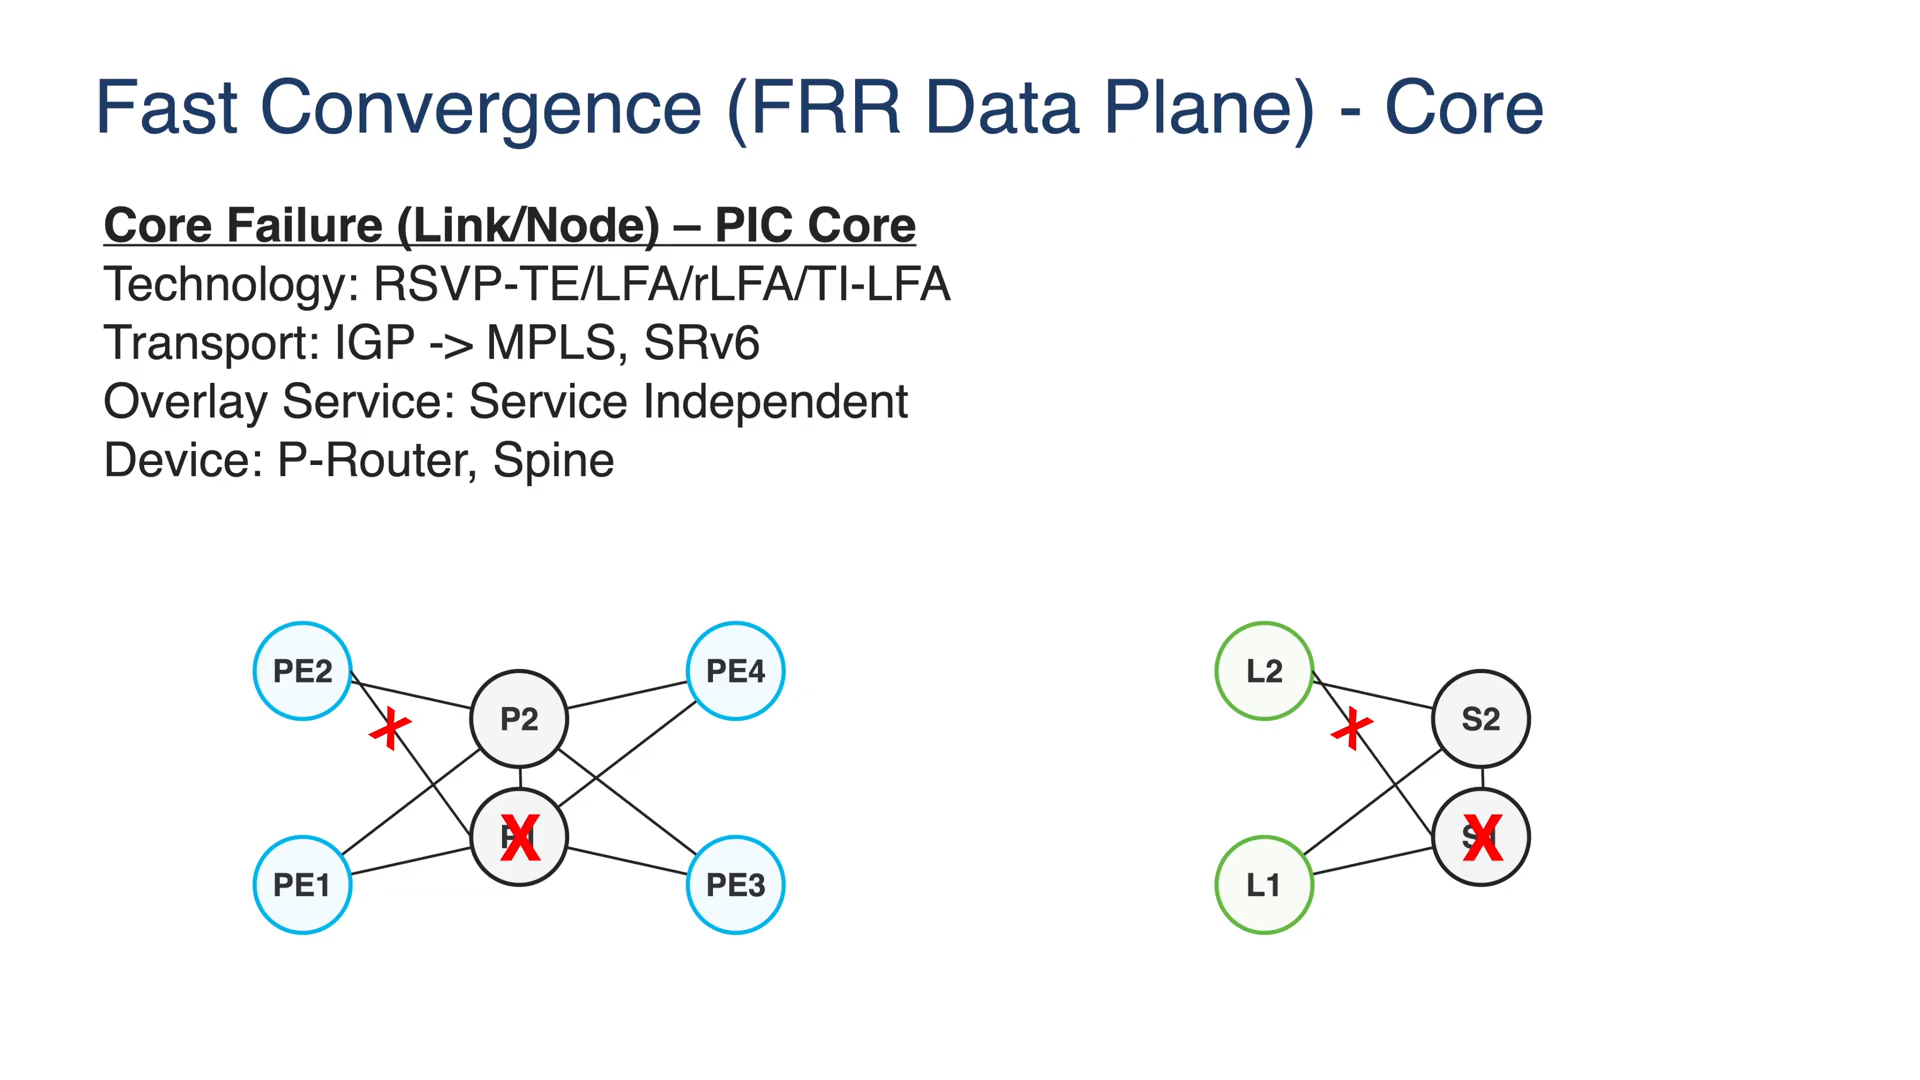 Fast Convergence (FRR Data Plane) - Core
Core Failure (Link/Node) – PIC Core
Technology: RSVP-TE/LFA/rLFA/TI-LFA
Transport: IGP -> MPLS, SRv6
Overlay Service: Service Independent
Device: P-Router, Spine
PE2
PE4
P2
X
X
PE1
PE3
L2
S2
X
X
L1